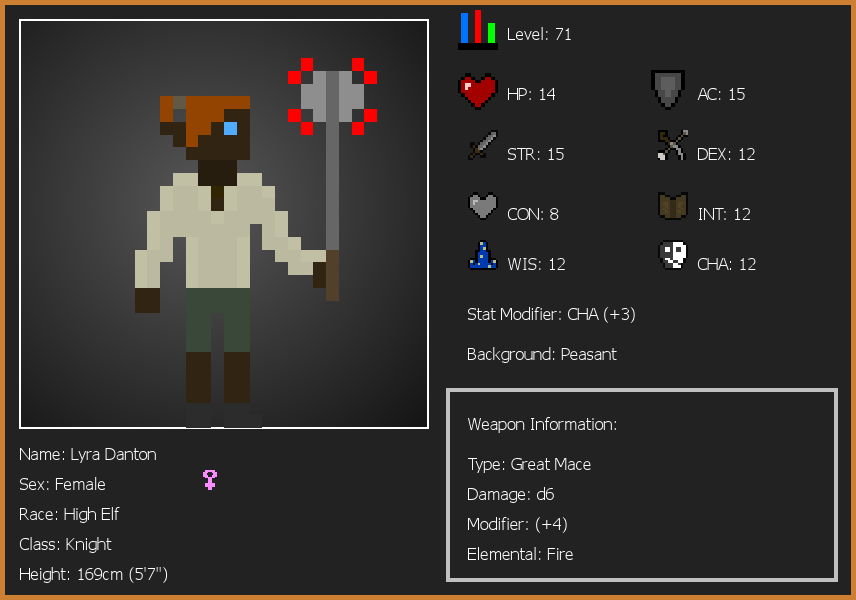 Level: 71
HP: 14
AC: 15
STR: 15
DEX: 12
CON: 8
INT: 12
WIS: 12
CHA: 12
Stat Modifier: CHA (+3)
Background: Peasant
Weapon Information:
Type: Great Mace
Damage: d6
Modifier: (+4)
Elemental: Fire
Name: Lyra Danton
Sex: Female
Race: High Elf
Class: Knight
Height: 169cm (5'7")